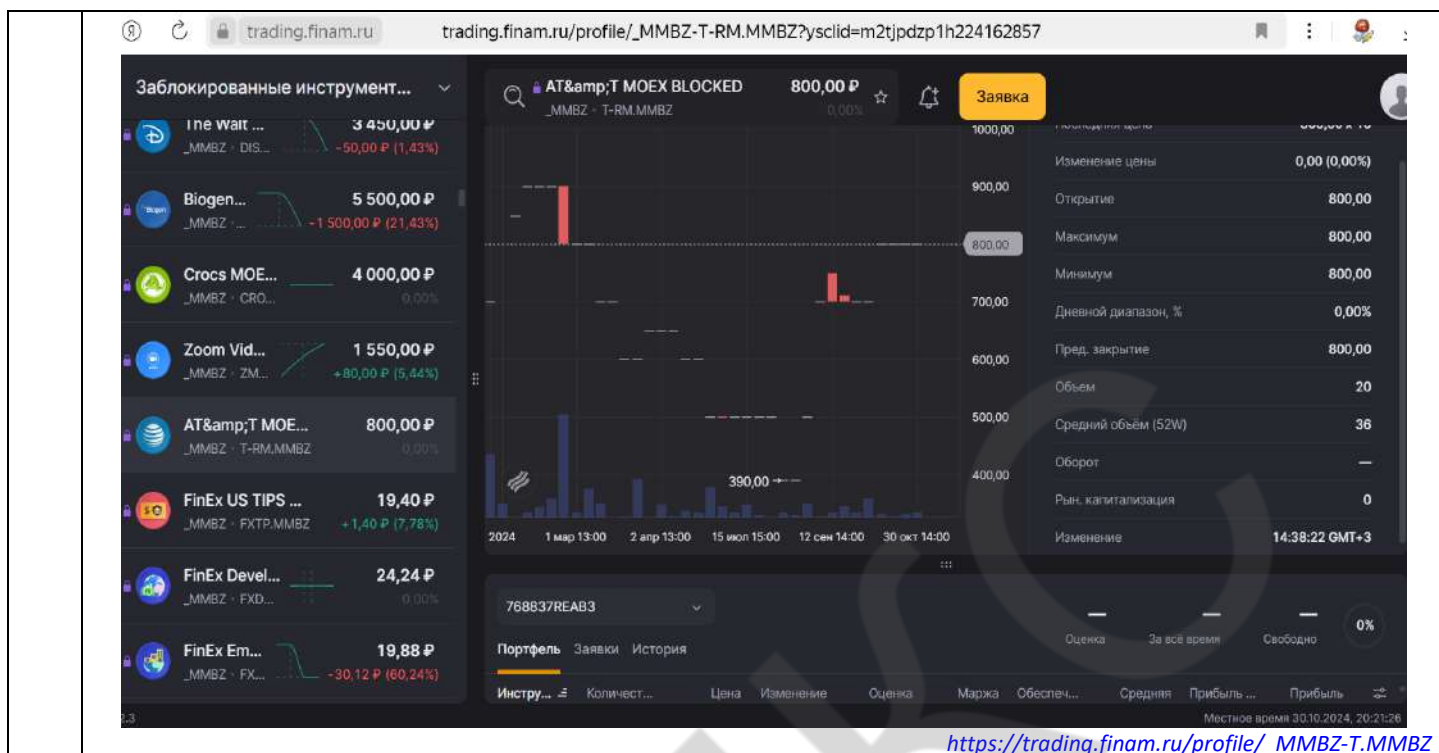 trading.finam.ru
trading.finam.ru/profile/_MMBZ-T-RM.MMBZ?ysclid=m2tjpdzp1h224162857
Заблокированные инструмент...
The Walt ...
3 450,00 ₽
_MMBZ · DIS...
-50,00 ₽ (1,43%)
Biogen...
5 500,00 ₽
_MMBZ · ...
-1 500,00 ₽ (21,43%)
Crocs MOE...
4 000,00 ₽
_MMBZ · CRO...
0,00%
Zoom Vid...
1 550,00 ₽
_MMBZ · ZM...
+80,00 ₽ (5,44%)
AT&amp;T MOE...
800,00 ₽
_MMBZ · T-RM.MMBZ
0,00%
FinEx US TIPS ...
19,40 ₽
_MMBZ · FXTP.MMBZ
+1,40 ₽ (7,78%)
FinEx Devel...
24,24 ₽
_MMBZ · FXD...
0,00%
FinEx Em...
19,88 ₽
_MMBZ · FX...
-30,12 ₽ (60,24%)
2.3
AT&amp;T MOEX BLOCKED
800,00 ₽
_MMBZ · T-RM.MMBZ
0,00%
Заявка
1000,00
900,00
800,00
700,00
600,00
500,00
400,00
390,00
2024
1 мар 13:00
2 апр 13:00
15 июл 15:00
12 сен 14:00
30 окт 14:00
Изменение цены
0,00 (0,00%)
Открытие
800,00
Максимум
800,00
Минимум
800,00
Дневной диапазон, %
0,00%
Пред. закрытие
800,00
Объем
20
Средний объём (52W)
36
Оборот
—
Рын. капитализация
0
Изменение
14:38:22 GMT+3
768837REAB3
—
Оценка
—
За всё время
—
Свободно
0%
Портфель Заявки История
Инстру... Количест... Цена Изменение Оценка Маржа Обеспеч... Средняя Прибыль ... Прибыль
Местное время 30.10.2024, 20:21:26
https://trading.finam.ru/profile/_MMBZ-T.MMBZ